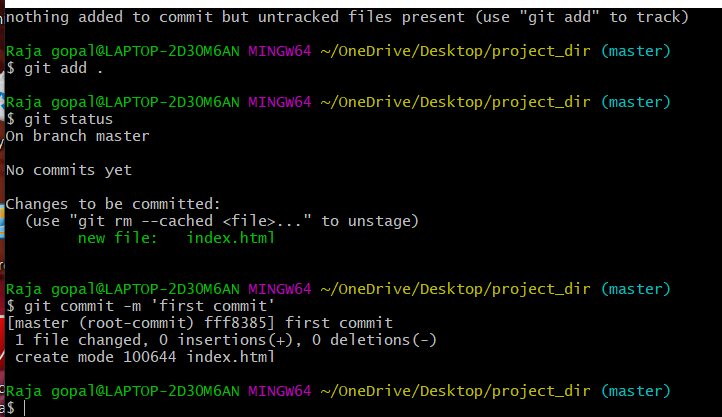 nothing added to commit but untracked files present (use "git add" to track)
Raja gopal@LAPTOP-2D3OM6AN MINGW64 ~/OneDrive/Desktop/project_dir (master)
$ git add .
Raja gopal@LAPTOP-2D3OM6AN MINGW64 ~/OneDrive/Desktop/project_dir (master)
$ git status
On branch master
No commits yet
Changes to be committed:
  (use "git rm --cached <file>..." to unstage)
        new file:   index.html
Raja gopal@LAPTOP-2D3OM6AN MINGW64 ~/OneDrive/Desktop/project_dir (master)
$ git commit -m 'first commit'
[master (root-commit) fff8385] first commit
 1 file changed, 0 insertions(+), 0 deletions(-)
 create mode 100644 index.html
Raja gopal@LAPTOP-2D3OM6AN MINGW64 ~/OneDrive/Desktop/project_dir (master)
$